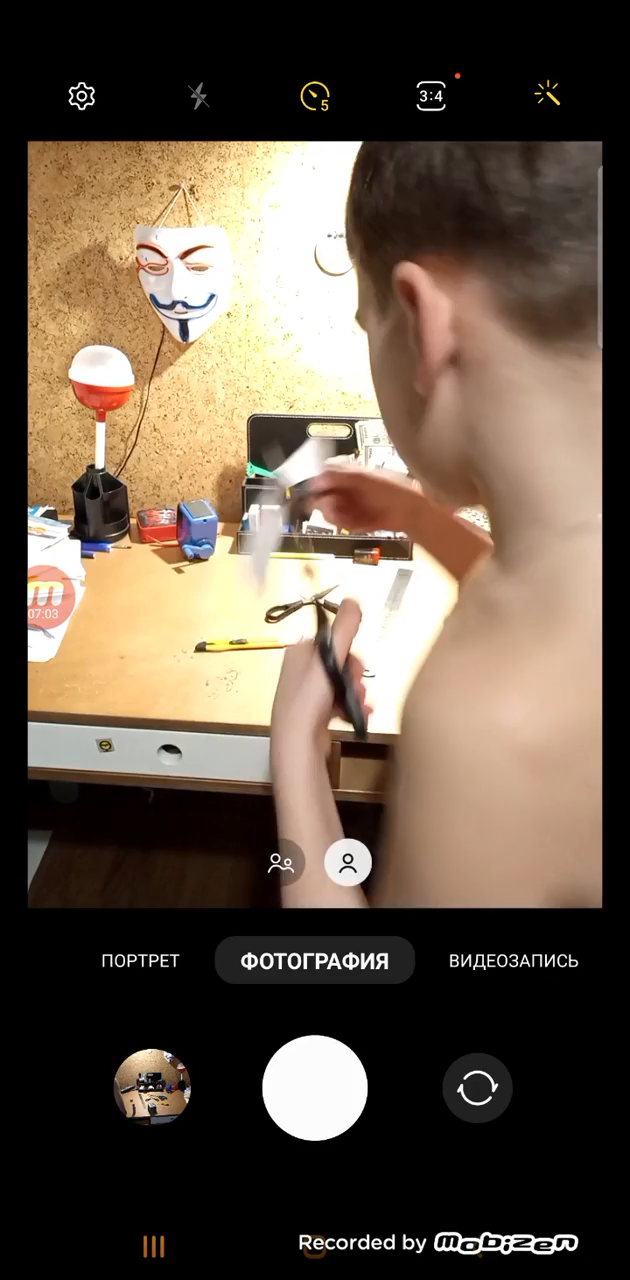 5
3:4
m
07:03
ПОРТРЕТ
ФОТОГРАФИЯ
ВИДЕОЗАПИСЬ
Recorded by Mobizen